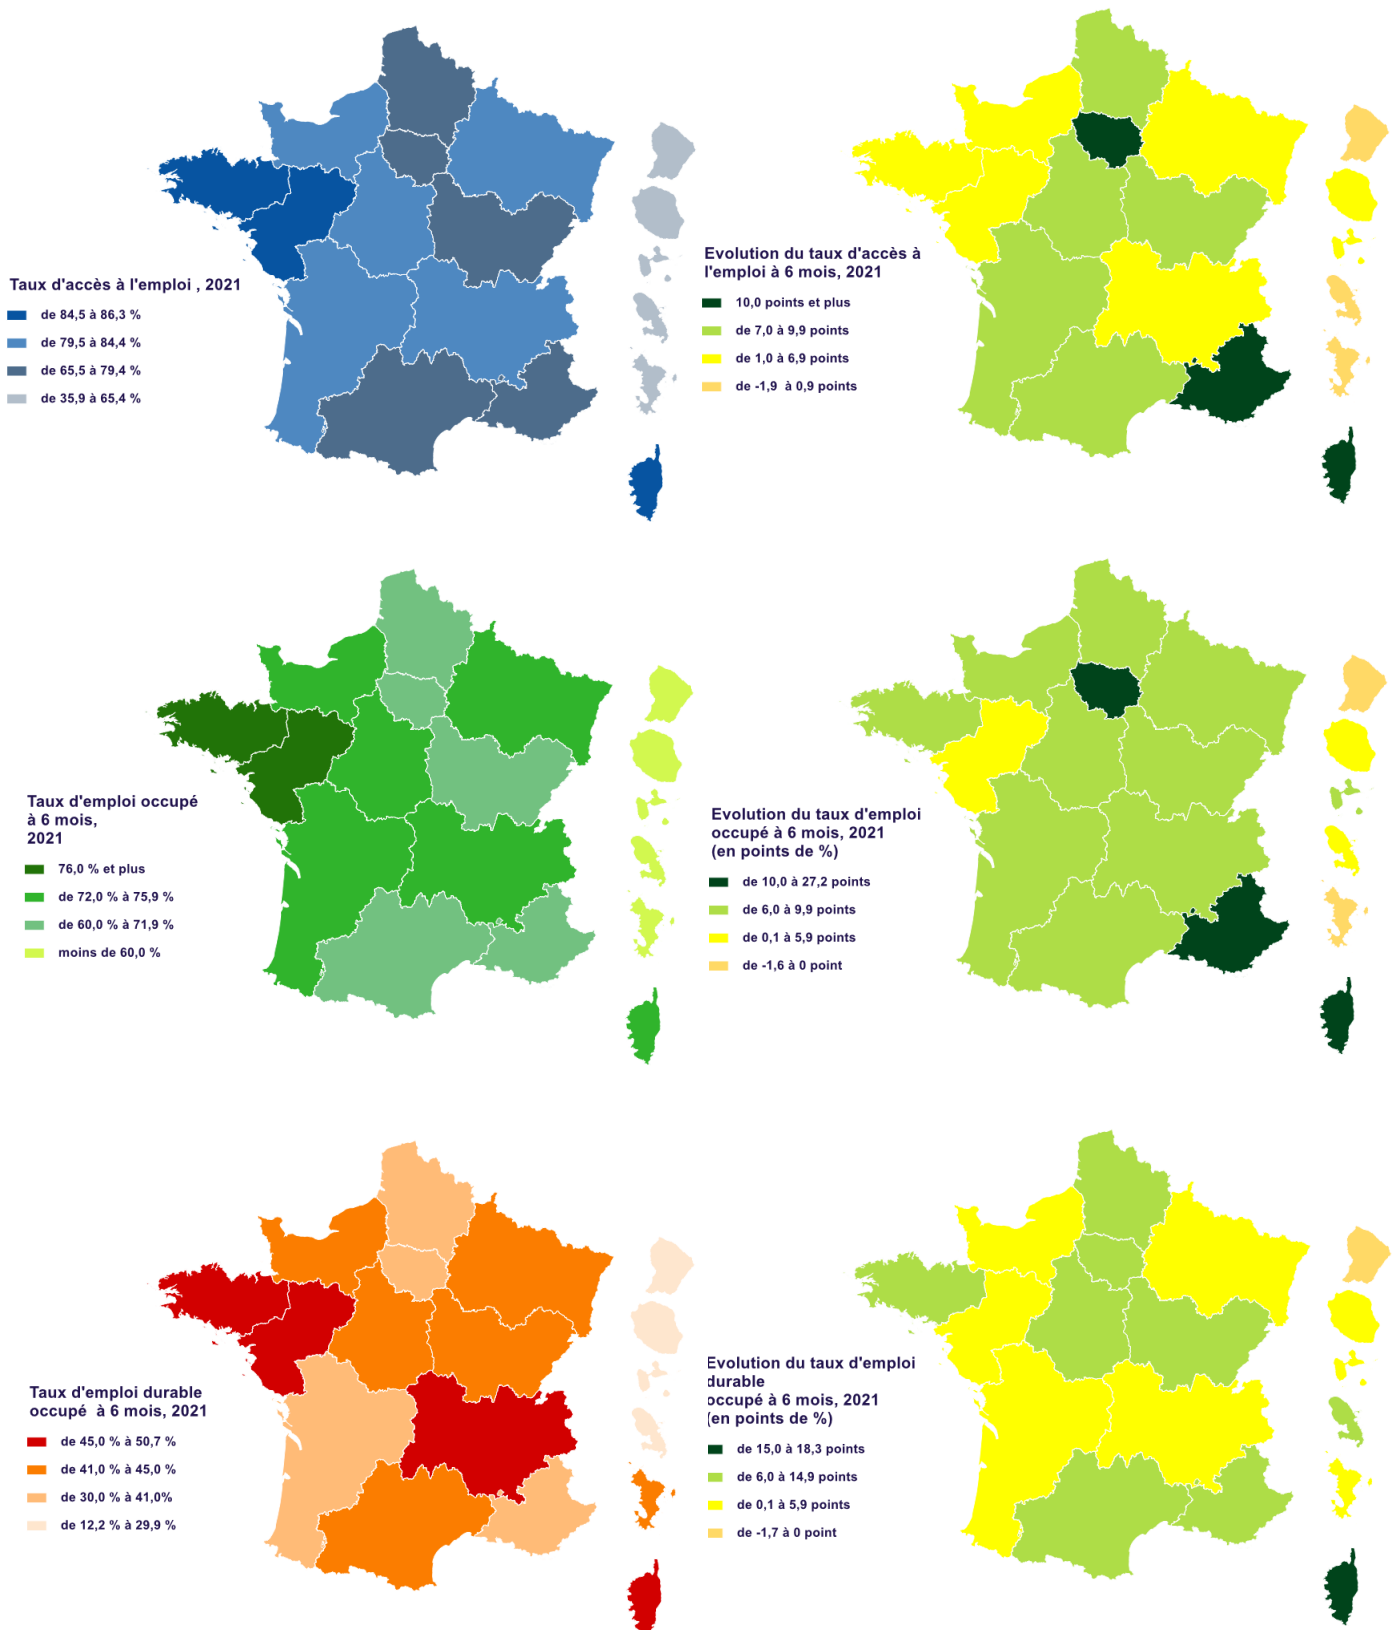 Taux d'accès à l'emploi , 2021
de 84,5 à 86,3 %
de 79,5 à 84,4 %
de 65,5 à 79,4 %
de 35,9 à 65,4 %
Evolution du taux d'accès à
l'emploi à 6 mois, 2021
10,0 points et plus
de 7,0 à 9,9 points
de 1,0 à 6,9 points
de -1,9 à 0,9 points
Taux d'emploi occupé
à 6 mois,
2021
76,0 % et plus
de 72,0 % à 75,9 %
de 60,0 % à 71,9 %
moins de 60,0 %
Evolution du taux d'emploi
occupé à 6 mois, 2021
(en points de %)
de 10,0 à 27,2 points
de 6,0 à 9,9 points
de 0,1 à 5,9 points
de -1,6 à 0 point
Taux d'emploi durable
occupé à 6 mois, 2021
de 45,0 % à 50,7 %
de 41,0 % à 45,0 %
de 30,0 % à 41,0%
de 12,2 % à 29,9 %
Evolution du taux d'emploi
durable
occupé à 6 mois, 2021
(en points de %)
de 15,0 à 18,3 points
de 6,0 à 14,9 points
de 0,1 à 5,9 points
de -1,7 à 0 point